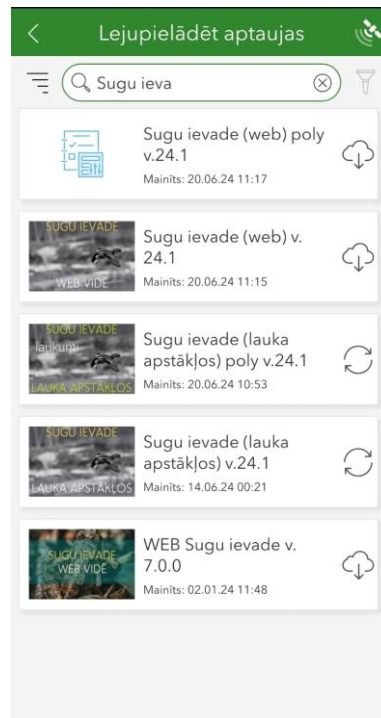 Lejupielādēt aptaujas
Sugu ieva
Sugu ievade (web) poly
v.24.1
Mainīts: 20.06.24 11:17
SUGU IEVADE
WEB VIDE
Sugu ievade (web) v.
24.1
Mainīts: 20.06.24 11:15
SUGU IEVADE
laukumi
LAUKA APSTĀKĻOS
Sugu ievade (lauka
apstākļos) poly v.24.1
Mainīts: 20.06.24 10:53
SUGU IEVADE
LAUKA APSTĀKĻOS
Sugu ievade (lauka
apstākļos) v.24.1
Mainīts: 14.06.24 00:21
SUGU IEVADE
WEB VIDE
WEB Sugu ievade v.
7.0.0
Mainīts: 02.01.24 11:48